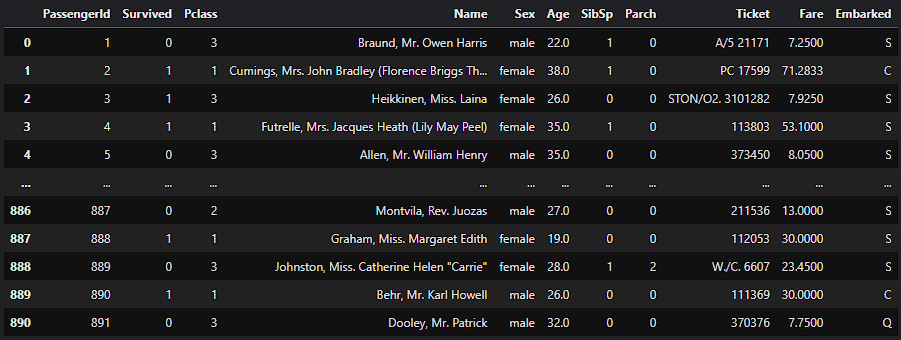 PassengerId Survived Pclass Name Sex Age SibSp Parch Ticket Fare Embarked
0 1 0 3 Braund, Mr. Owen Harris male 22.0 1 0 A/5 21171 7.2500 S
1 2 1 1 Cumings, Mrs. John Bradley (Florence Briggs Th... female 38.0 1 0 PC 17599 71.2833 C
2 3 1 3 Heikkinen, Miss. Laina female 26.0 0 0 STON/O2. 3101282 7.9250 S
3 4 1 1 Futrelle, Mrs. Jacques Heath (Lily May Peel) female 35.0 1 0 113803 53.1000 S
4 5 0 3 Allen, Mr. William Henry male 35.0 0 0 373450 8.0500 S
... ... ... ... ... ... ... ... ... ... ... ...
886 887 0 2 Montvila, Rev. Juozas male 27.0 0 0 211536 13.0000 S
887 888 1 1 Graham, Miss. Margaret Edith female 19.0 0 0 112053 30.0000 S
888 889 0 3 Johnston, Miss. Catherine Helen "Carrie" female 28.0 1 2 W./C. 6607 23.4500 S
889 890 1 1 Behr, Mr. Karl Howell male 26.0 0 0 111369 30.0000 C
890 891 0 3 Dooley, Mr. Patrick male 32.0 0 0 370376 7.7500 Q